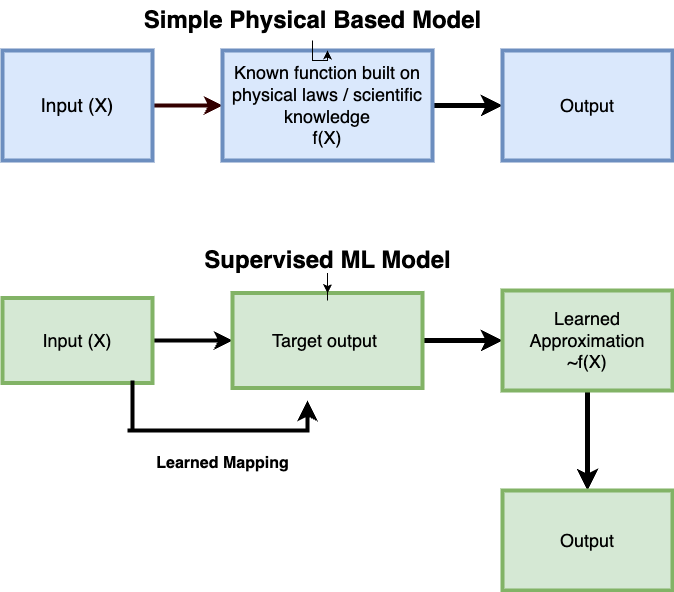 Simple Physical Based Model
Input (X)
Known function built on
physical laws / scientific
knowledge
f(X)
Output
Supervised ML Model
Input (X)
Target output
Learned
Approximation
~f(X)
Learned Mapping
Output